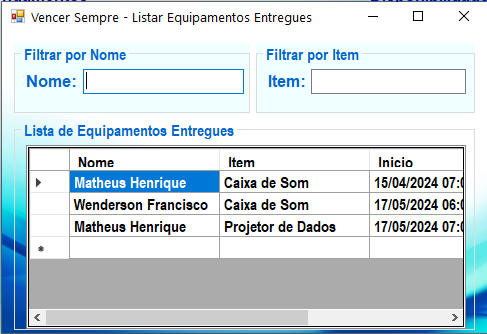 Vencer Sempre - Listar Equipamentos Entregues
Filtrar por Nome
Nome:
Filtrar por Item
Item:
Lista de Equipamentos Entregues
Nome Item Inicio
Matheus Henrique Caixa de Som 15/04/2024 07:0
Wenderson Francisco Caixa de Som 17/05/2024 06:0
Matheus Henrique Projetor de Dados 17/05/2024 07:0